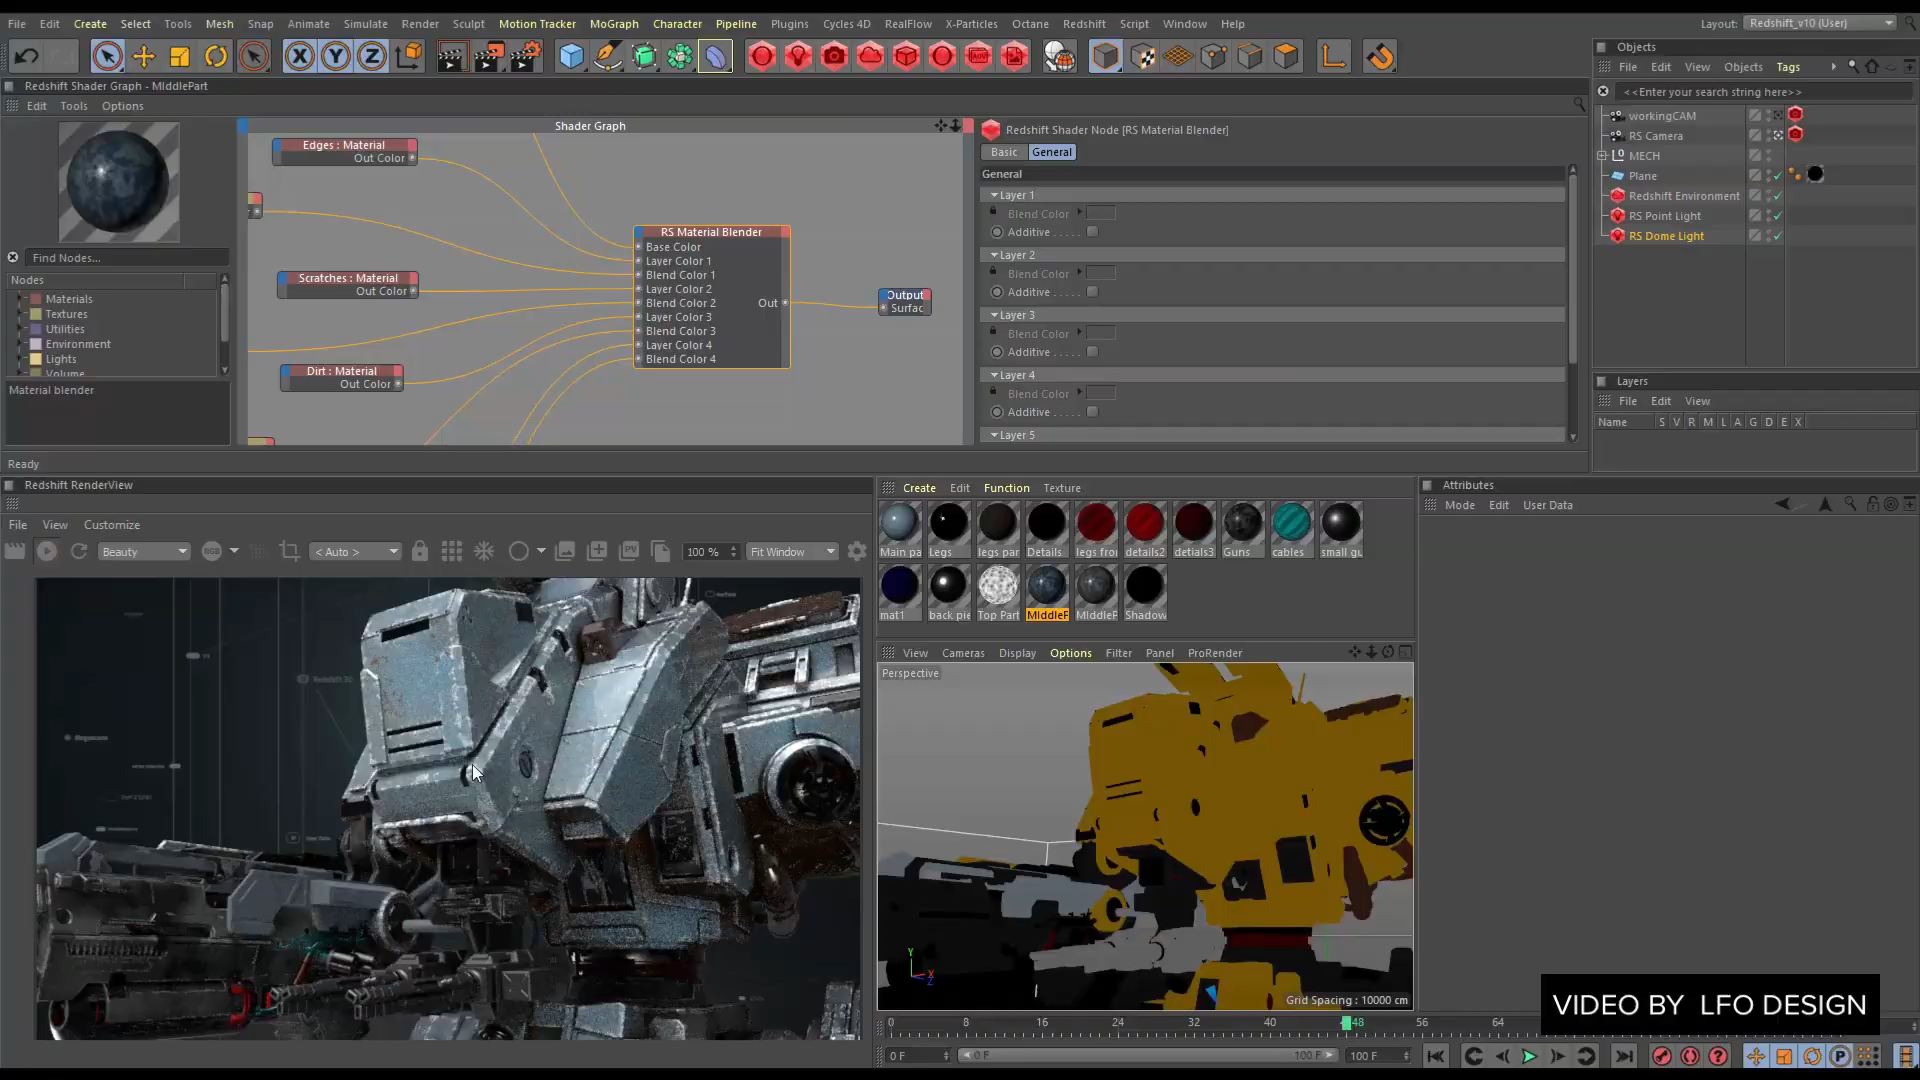 File Edit Create Select Tools Mesh Snap Animate Simulate Render Sculpt Motion Tracker MoGraph Character Pipeline Plugins Cycles 4D RealFlow X-Particles Octane Redshift Script Window Help
Layout: Redshift_v10 (User)
X Y Z
Redshift Shader Graph - MIddlePart
Edit Tools Options
Find Nodes...
Nodes
Materials
Textures
Utilities
Environment
Lights
Volume
Material blender
Ready
Shader Graph
Edges : Material
Out Color
Scratches : Material
Out Color
Dirt : Material
Out Color
RS Material Blender
Base Color
Layer Color 1
Blend Color 1
Layer Color 2
Blend Color 2
Out
Layer Color 3
Blend Color 3
Layer Color 4
Blend Color 4
Output
Surfac
Redshift Shader Node [RS Material Blender]
Basic General
General
Layer 1
Blend Color
Additive . . . . .
Layer 2
Blend Color
Additive . . . . .
Layer 3
Blend Color
Additive . . . . .
Layer 4
Blend Color
Additive . . . . .
Layer 5
Objects
File Edit View Objects Tags
<<Enter your search string here>>
workingCAM
RS Camera
MECH
Plane
Redshift Environment
RS Point Light
RS Dome Light
Layers
File Edit View
Name S V R M L A G D E X
Redshift RenderView
File View Customize
Beauty
RGB
< Auto >
PV
100 %
Fit Window
Create Edit Function Texture
Main pa Legs legs par Details legs fro details2 detials3 Guns cables small gu
mat1 back pie Top Part MIddleF MIddleF Shadow
View Cameras Display Options Filter Panel ProRender
Perspective
Y
X
Z
Grid Spacing : 10000 cm
Attributes
Mode Edit User Data
VIDEO BY LFO DESIGN
0 8 16 24 32 40 48 56 64
0 F
0 F
100 F
100 F
P